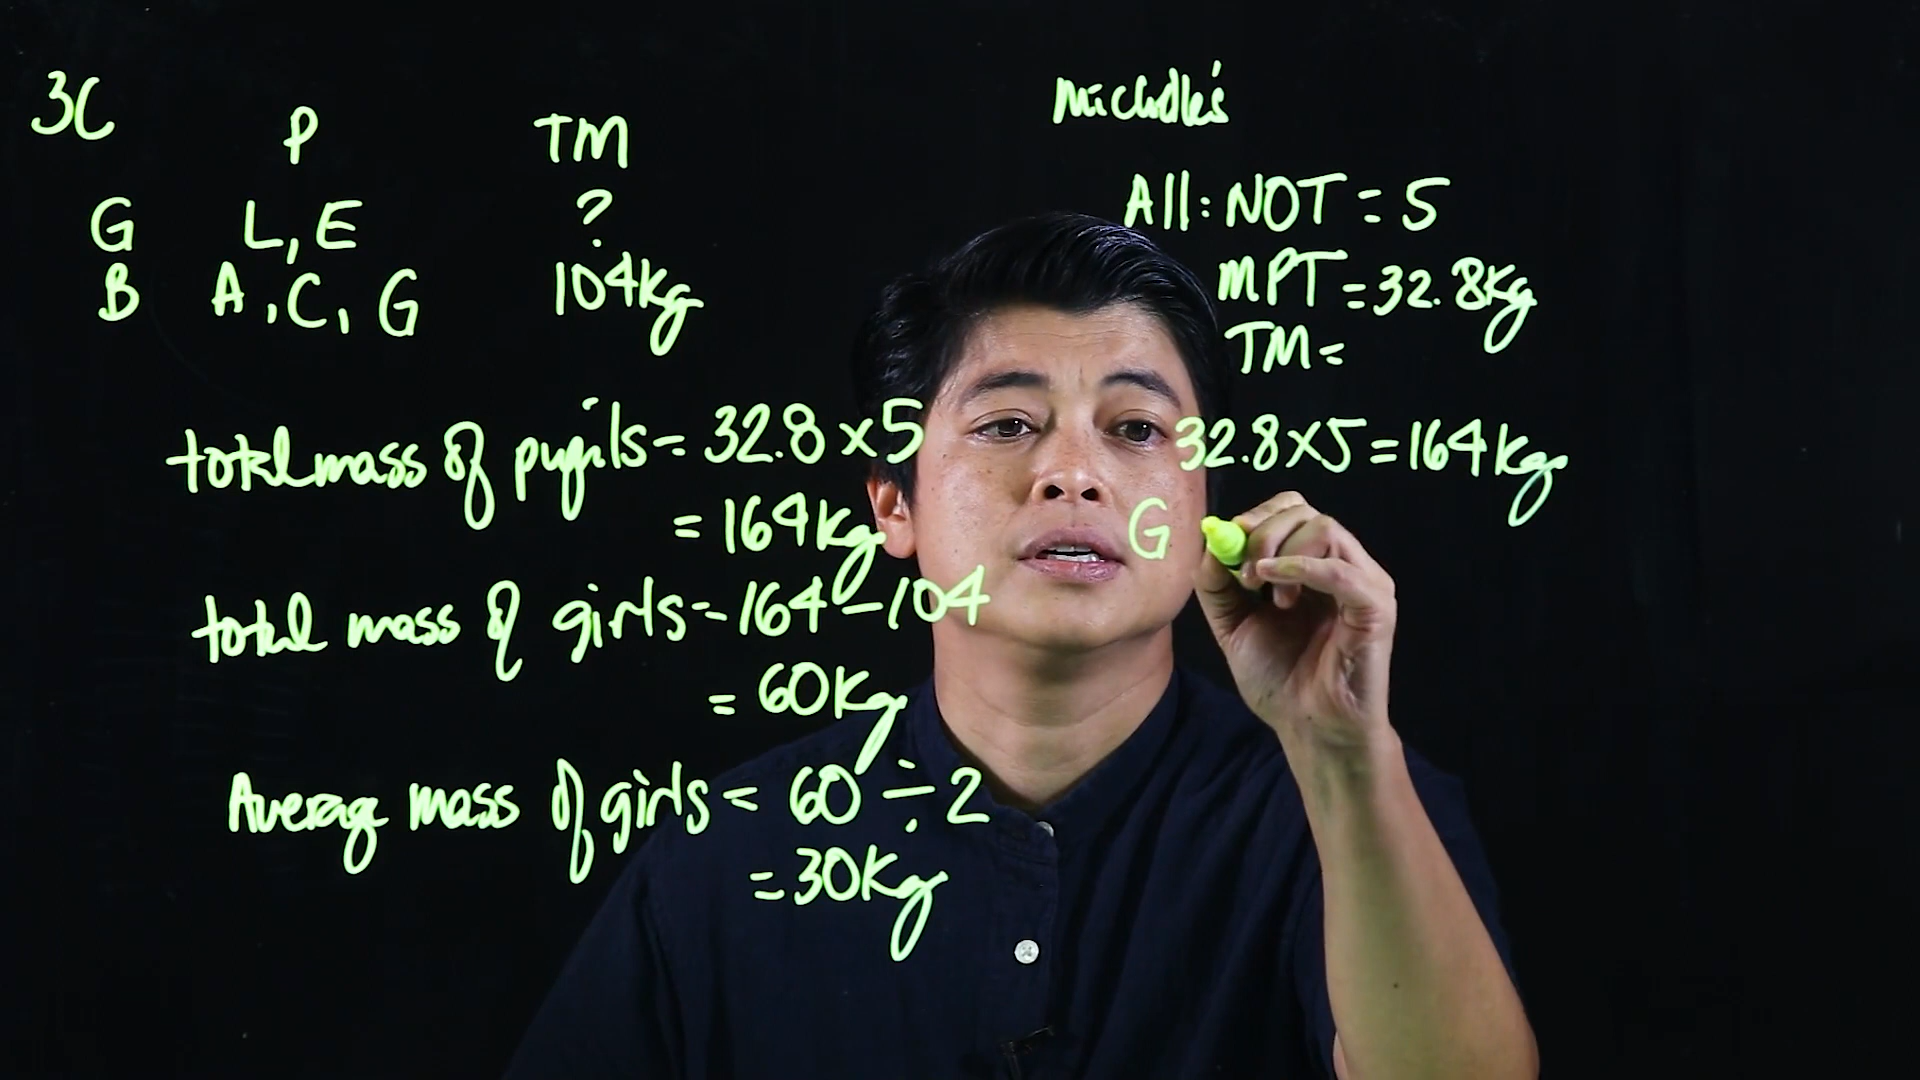 3C
P TM
G L, E ?
B A, C, G 104kg
total mass of pupils = 32.8 × 5
= 164kg
total mass of girls = 164 - 104
= 60kg
Average mass of girls = 60 ÷ 2
= 30kg
Michelle's
All: NOT = 5
MPT = 32.8kg
TM =
32.8 × 5 = 164kg
G